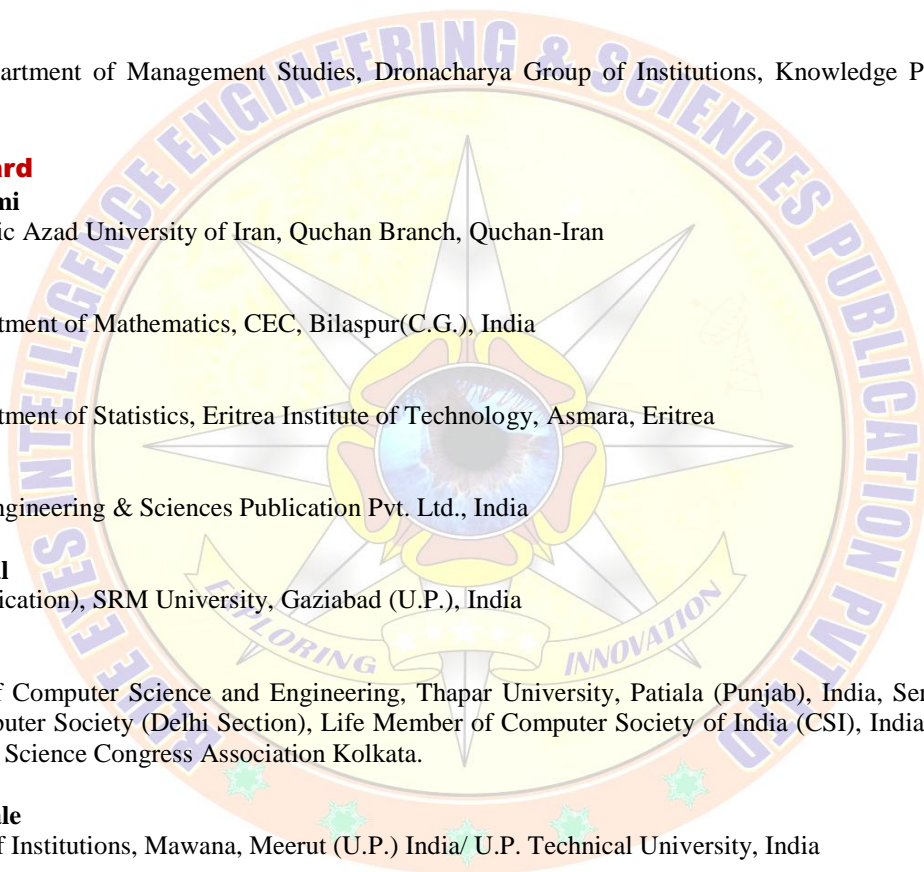 artment of Management Studies, Dronacharya Group of Institutions, Knowledge P
ard
mi
ic Azad University of Iran, Quchan Branch, Quchan-Iran
tment of Mathematics, CEC, Bilaspur(C.G.), India
tment of Statistics, Eritrea Institute of Technology, Asmara, Eritrea
ngineering & Sciences Publication Pvt. Ltd., India
al
ication), SRM University, Gaziabad (U.P.), India
f Computer Science and Engineering, Thapar University, Patiala (Punjab), India, Sen
puter Society (Delhi Section), Life Member of Computer Society of India (CSI), India
Science Congress Association Kolkata.
ale
f Institutions, Mawana, Meerut (U.P.) India/ U.P. Technical University, India
BLUE EYES INTELLIGENCE ENGINEERING & SCIENCES PUBLICATION PVT LTD
EXPLORING INNOVATION